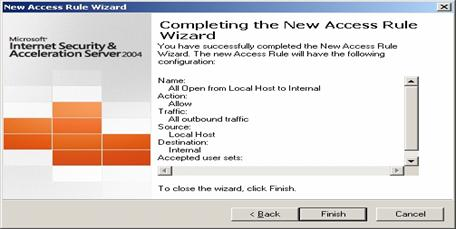 New Access Rule Wizard
Microsoft
Internet Security &
Acceleration Server 2004
Completing the New Access Rule
Wizard
You have successfully completed the New Access Rule
Wizard. The new Access Rule will have the following
configuration:
Name:
All Open from Local Host to Internal
Action:
Allow
Traffic:
All outbound traffic
Source:
Local Host
Destination:
Internal
Accepted user sets:
To close the wizard, click Finish.
< Back
Finish
Cancel